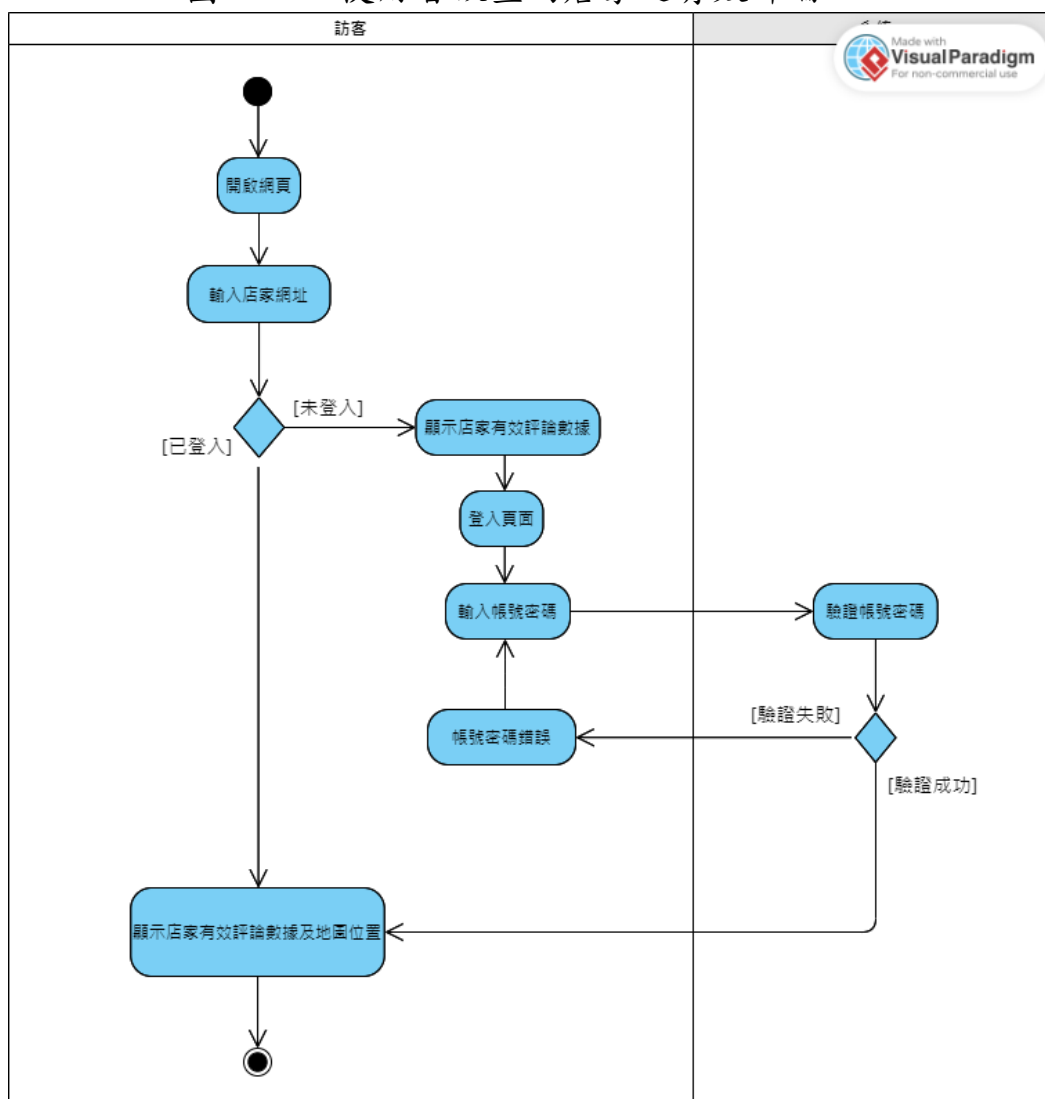 訪客
Made with
Visual Paradigm
For non-commercial use
開啟網頁
輸入店家網址
[未登入]
[已登入]
顯示店家有效評論數據
登入頁面
輸入帳號密碼
驗證帳號密碼
[驗證失敗]
帳號密碼錯誤
[驗證成功]
顯示店家有效評論數據及地圖位置